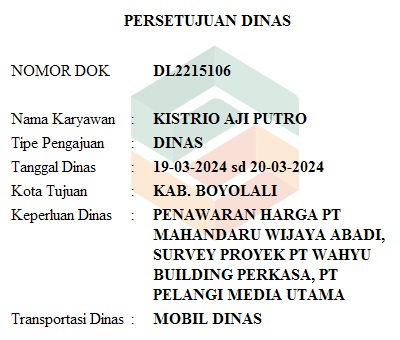 PERSETUJUAN DINAS
NOMOR DOK DL2215106
Nama Karyawan : KISTRIO AJI PUTRO
Tipe Pengajuan : DINAS
Tanggal Dinas : 19-03-2024 sd 20-03-2024
Kota Tujuan : KAB. BOYOLALI
Keperluan Dinas : PENAWARAN HARGA PT
MAHANDARU WIJAYA ABADI,
SURVEY PROYEK PT WAHYU
BUILDING PERKASA, PT
PELANGI MEDIA UTAMA
Transportasi Dinas : MOBIL DINAS